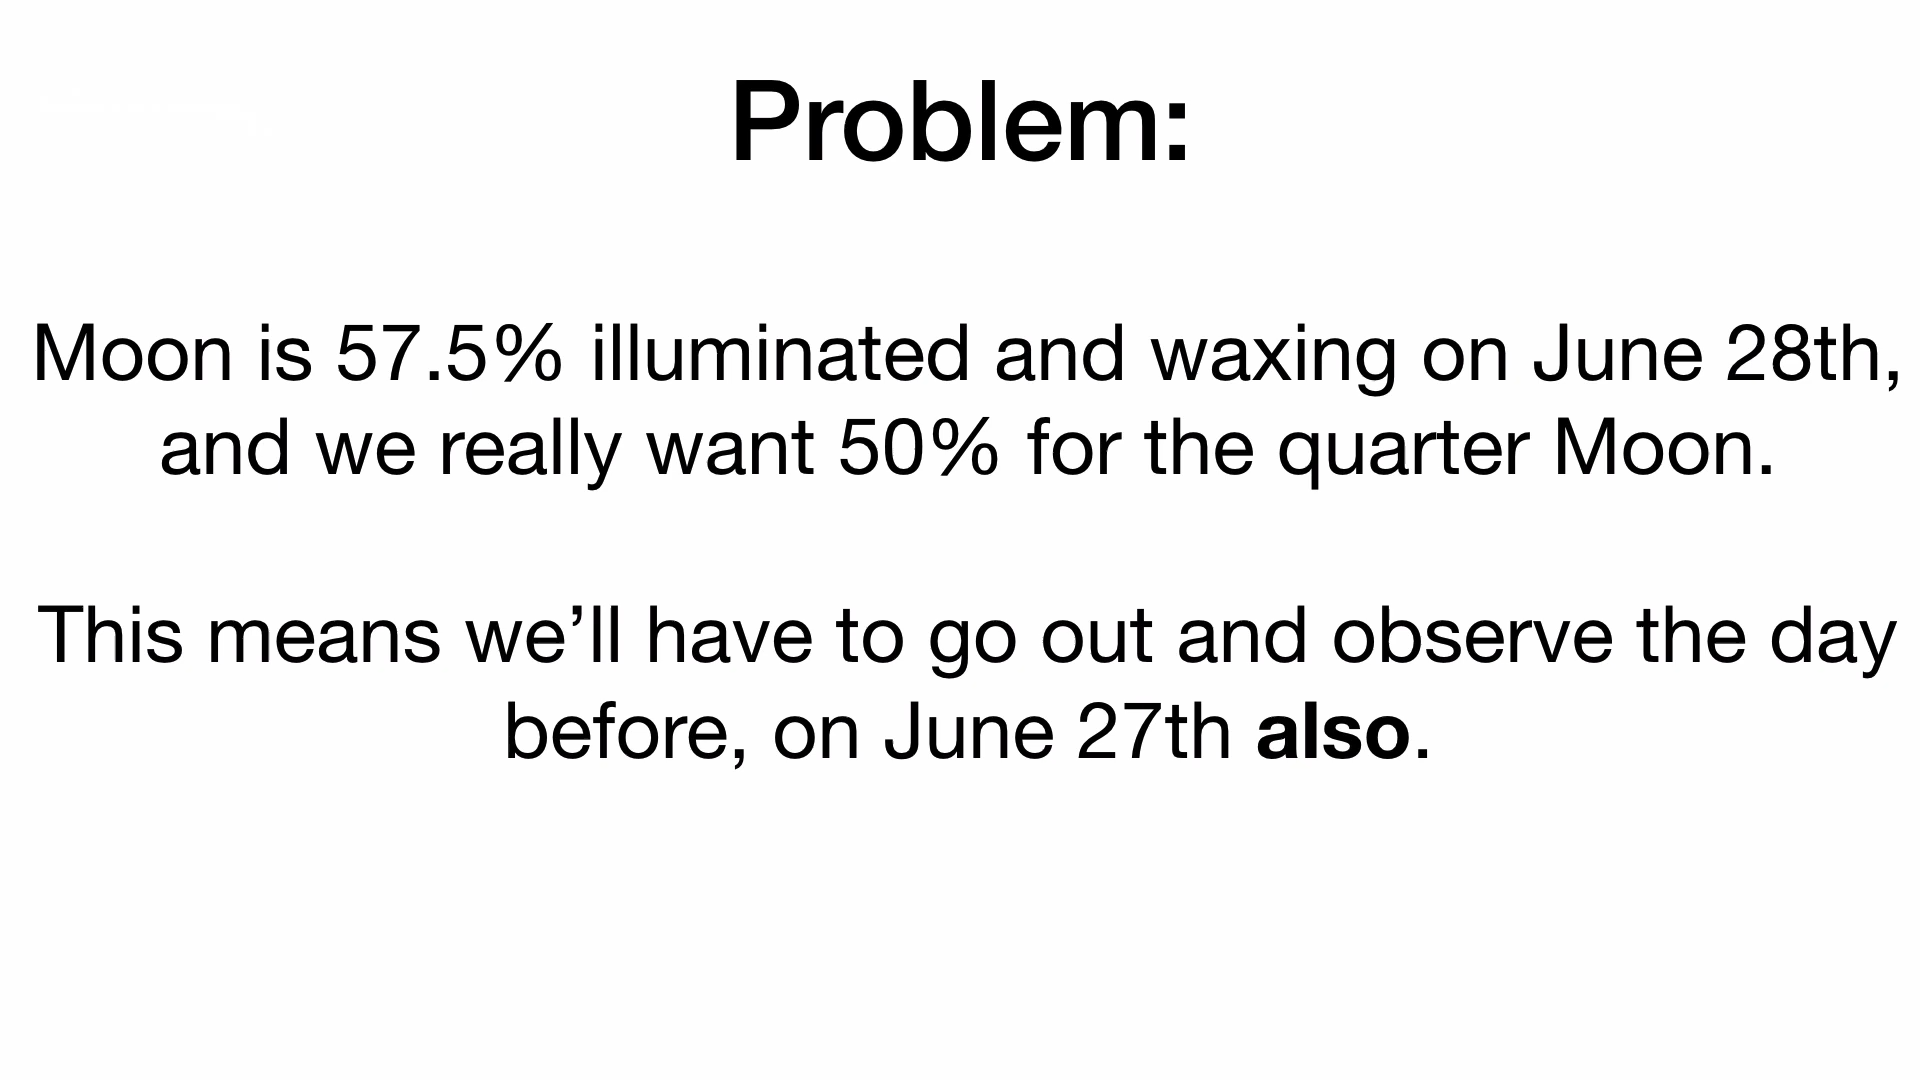 Problem:
Moon is 57.5% illuminated and waxing on June 28th,
and we really want 50% for the quarter Moon.
This means we’ll have to go out and observe the day
before, on June 27th also.